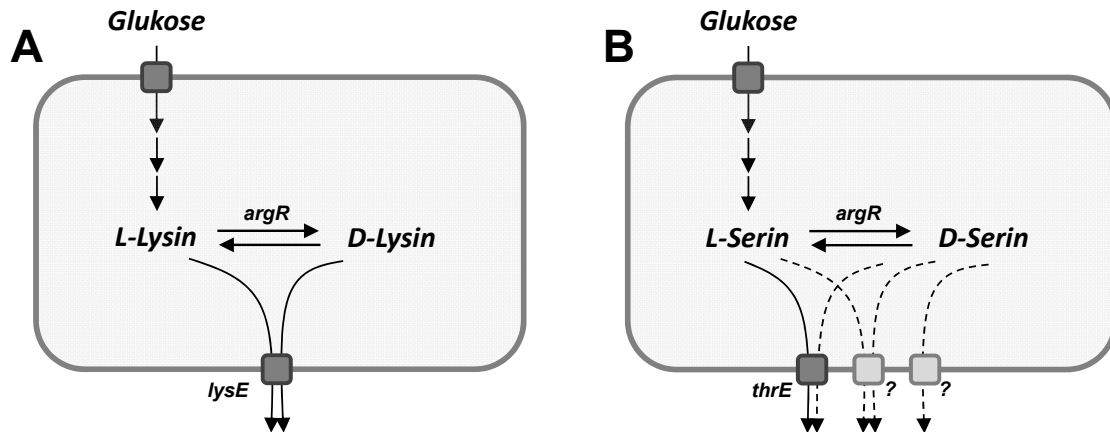 A
Glukose
argR
L-Lysin
D-Lysin
lysE
B
Glukose
argR
L-Serin
D-Serin
thrE
?
?